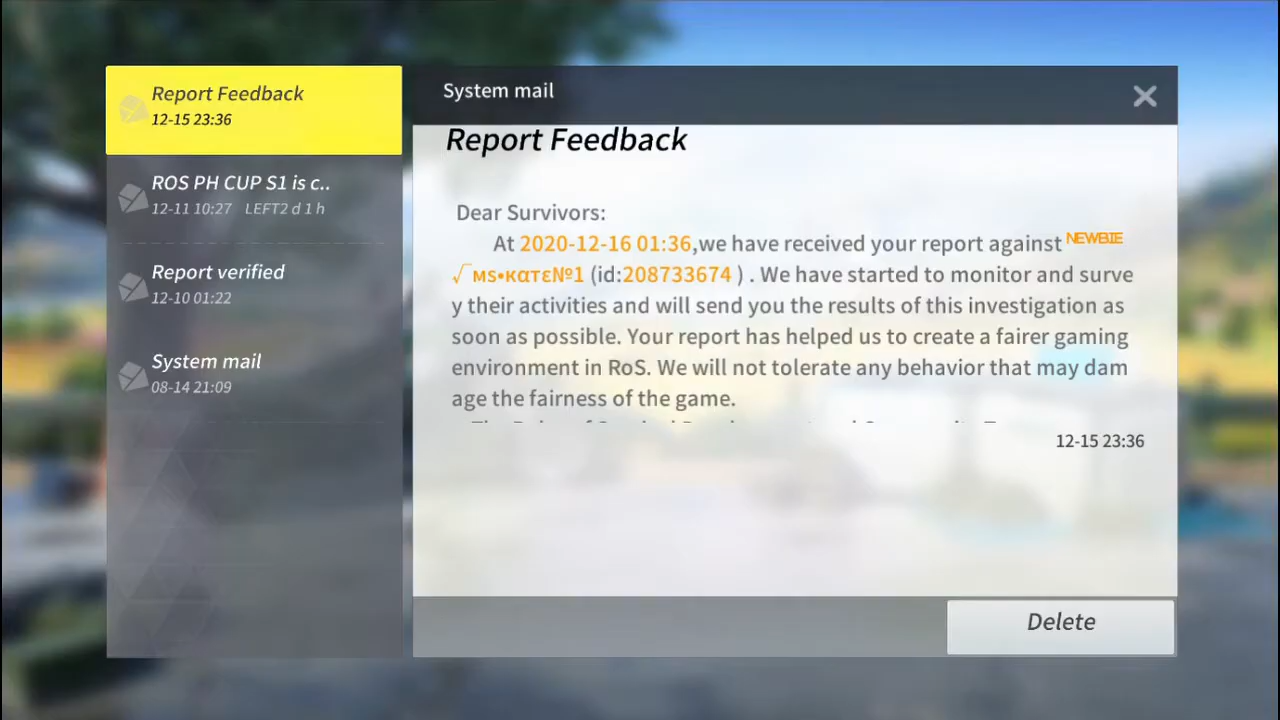 Report Feedback
12-15 23:36
ROS PH CUP S1 is c..
12-11 10:27 LEFT2 d 1 h
Report verified
12-10 01:22
System mail
08-14 21:09
System mail
Report Feedback
Dear Survivors:
At 2020-12-16 01:36,we have received your report against NEWBIE
√мs•кατε№1 (id:208733674 ) . We have started to monitor and surve
y their activities and will send you the results of this investigation as
soon as possible. Your report has helped us to create a fairer gaming
environment in RoS. We will not tolerate any behavior that may dam
age the fairness of the game.
12-15 23:36
Delete